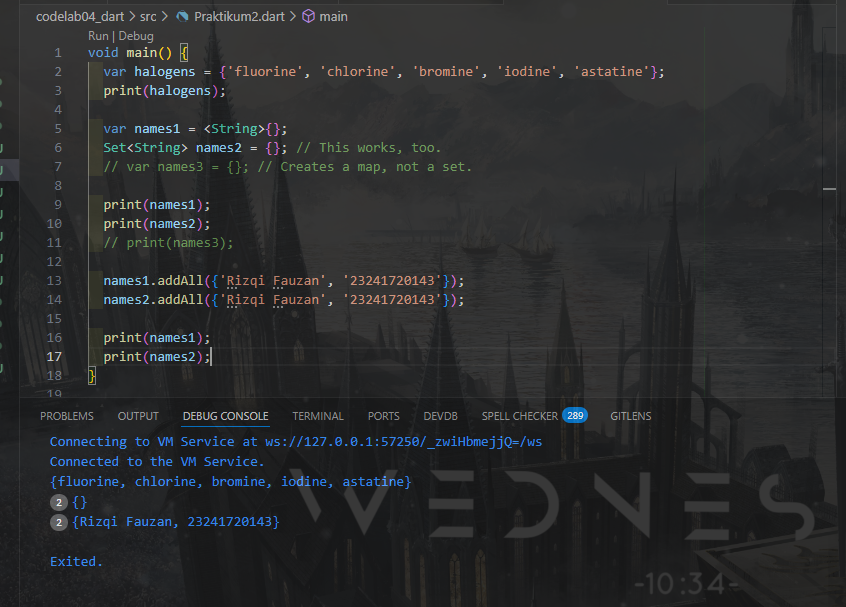 codelab04_dart > src > Praktikum2.dart > main
Run | Debug
1 void main() {
2 var halogens = {'fluorine', 'chlorine', 'bromine', 'iodine', 'astatine'};
3 print(halogens);
4
5 var names1 = <String>{};
6 Set<String> names2 = {}; // This works, too.
7 // var names3 = {}; // Creates a map, not a set.
8
9 print(names1);
10 print(names2);
11 // print(names3);
12
13 names1.addAll({'Rizqi Fauzan', '23241720143'});
14 names2.addAll({'Rizqi Fauzan', '23241720143'});
15
16 print(names1);
17 print(names2);
18 }
19
PROBLEMS OUTPUT DEBUG CONSOLE TERMINAL PORTS DEVDB SPELL CHECKER 289 GITLENS
Connecting to VM Service at ws://127.0.0.1:57250/_zwiHbmejjQ=/ws
Connected to the VM Service.
{fluorine, chlorine, bromine, iodine, astatine}
2 {}
2 {Rizqi Fauzan, 23241720143}
Exited.
WEDNES
-10:34-